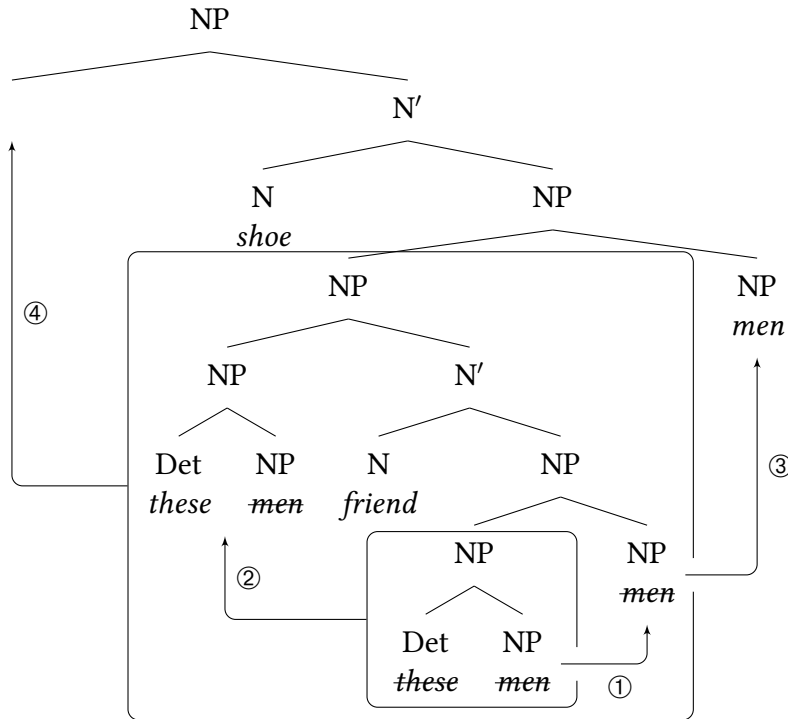 NP
N′
N NP
shoe
NP NP
men
④
NP N′
Det NP N NP
these men friend
③
NP NP
②
men
Det NP
these men
①